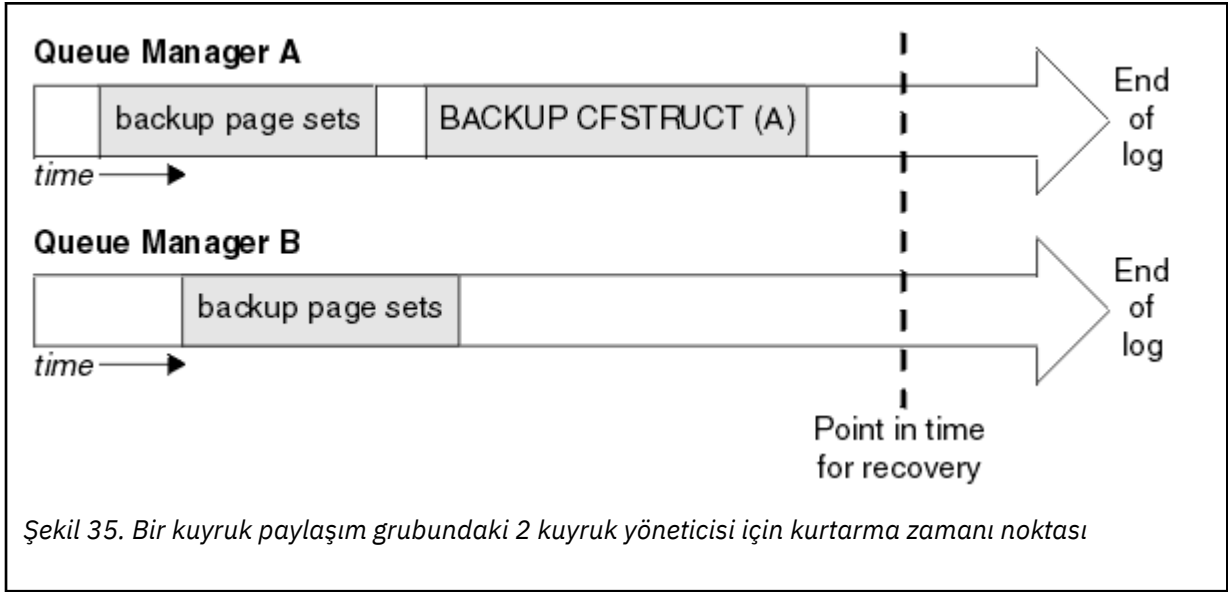 Queue Manager A
backup page sets
BACKUP CFSTRUCT (A)
End
of
log
time
Queue Manager B
backup page sets
End
of
log
time
Point in time
for recovery
Şekil 35. Bir kuyruk paylaşım grubundaki 2 kuyruk yöneticisi için kurtarma zamanı noktası